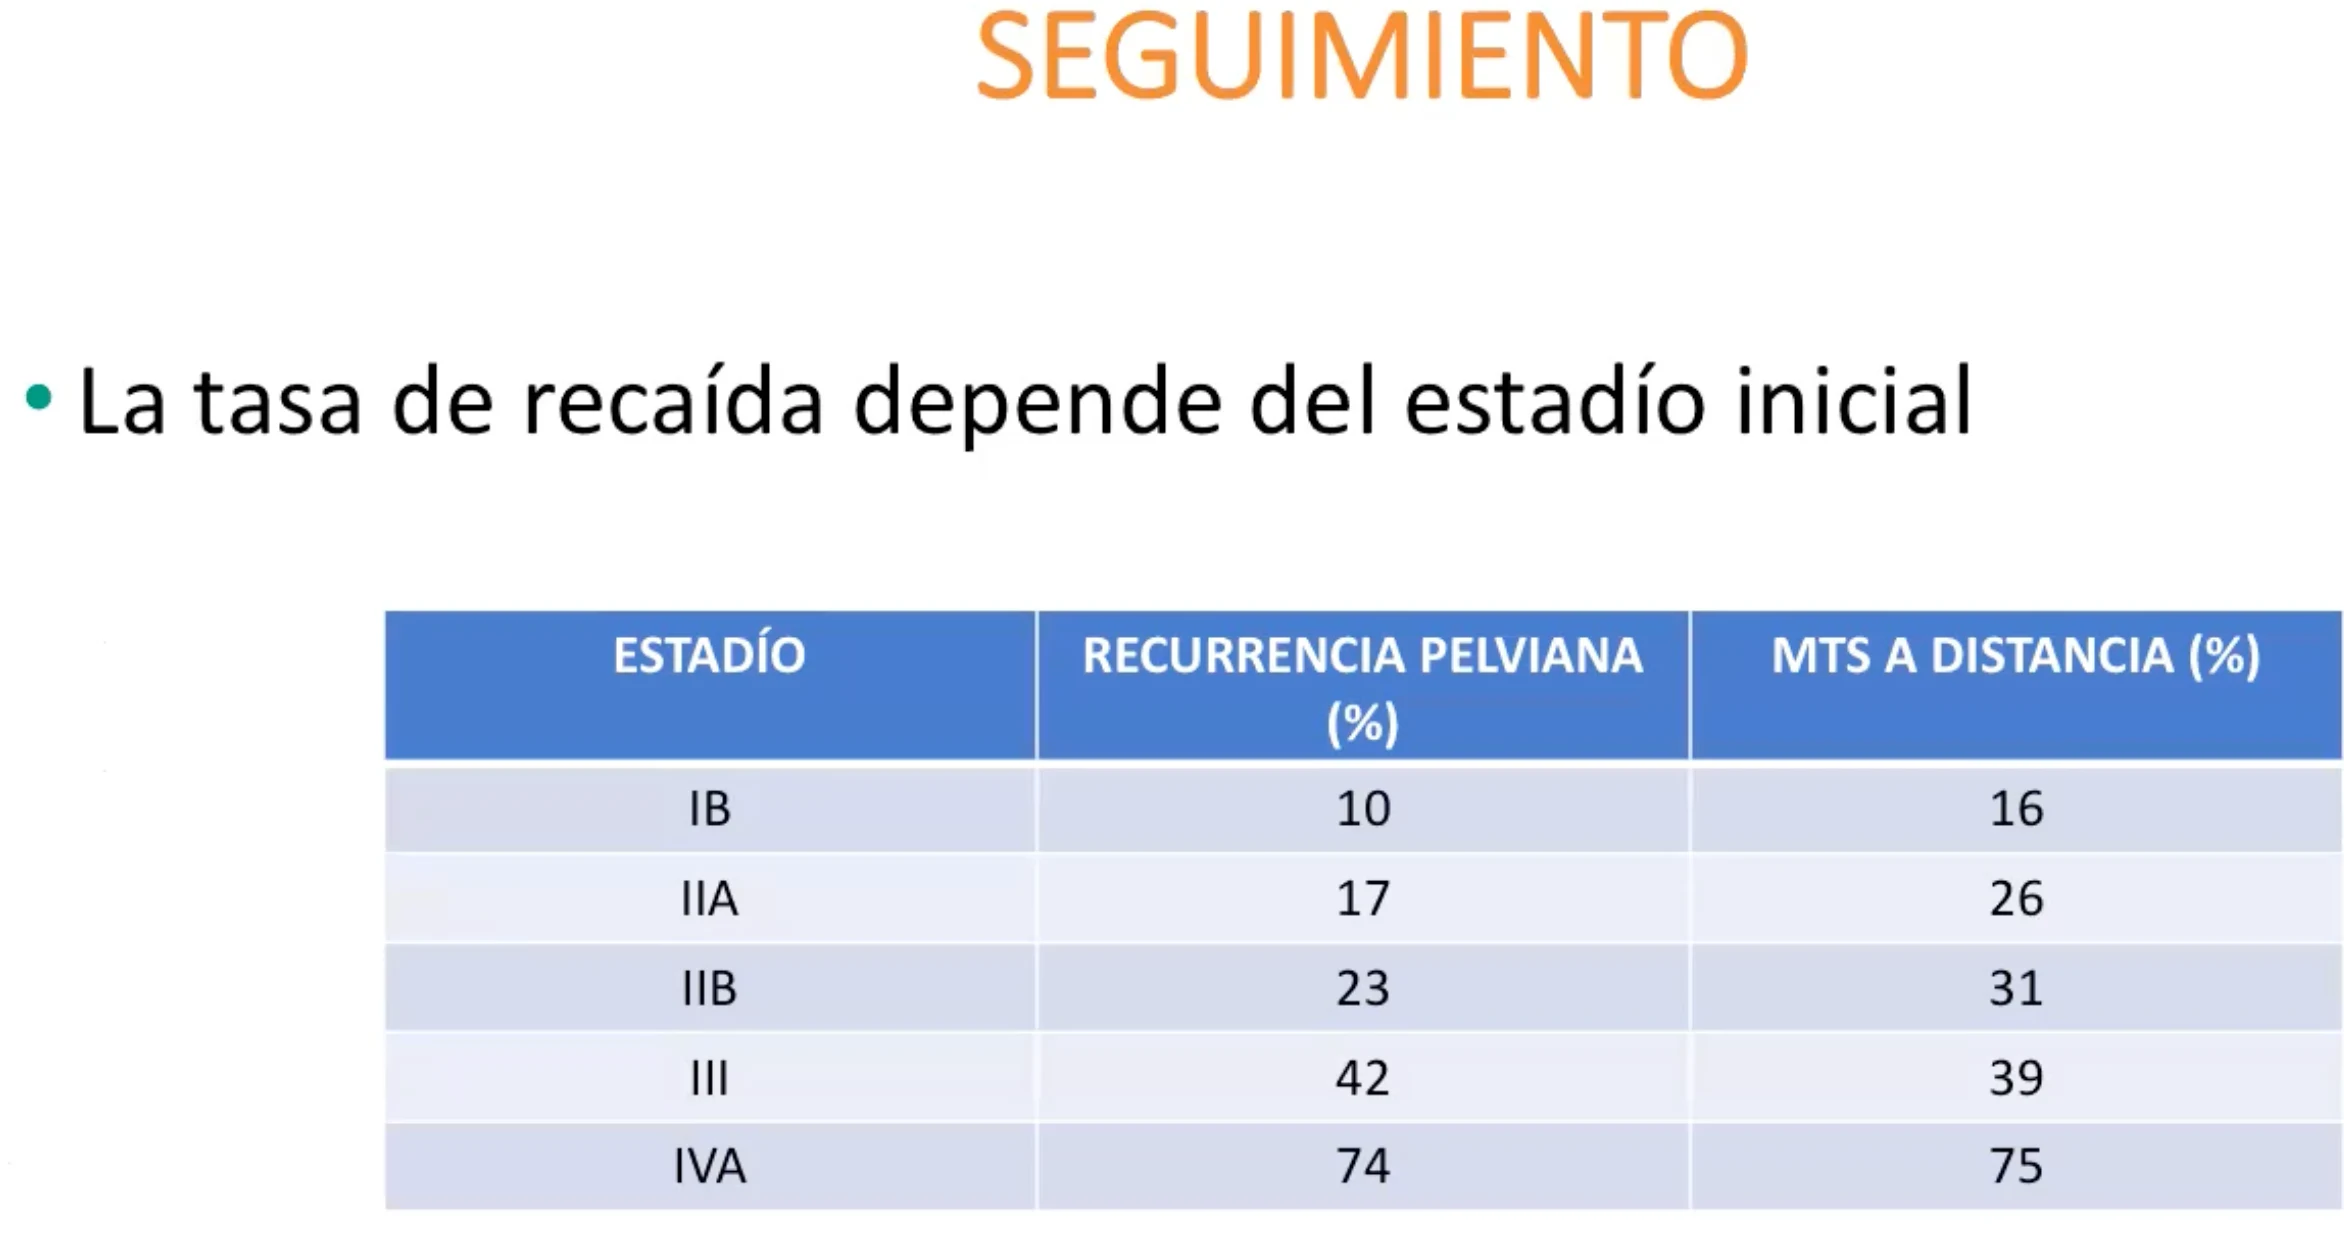 SEGUIMIENTO
• La tasa de recaída depende del estadío inicial
ESTADÍO RECURRENCIA PELVIANA (%) MTS A DISTANCIA (%)
IB 10 16
IIA 17 26
IIB 23 31
III 42 39
IVA 74 75